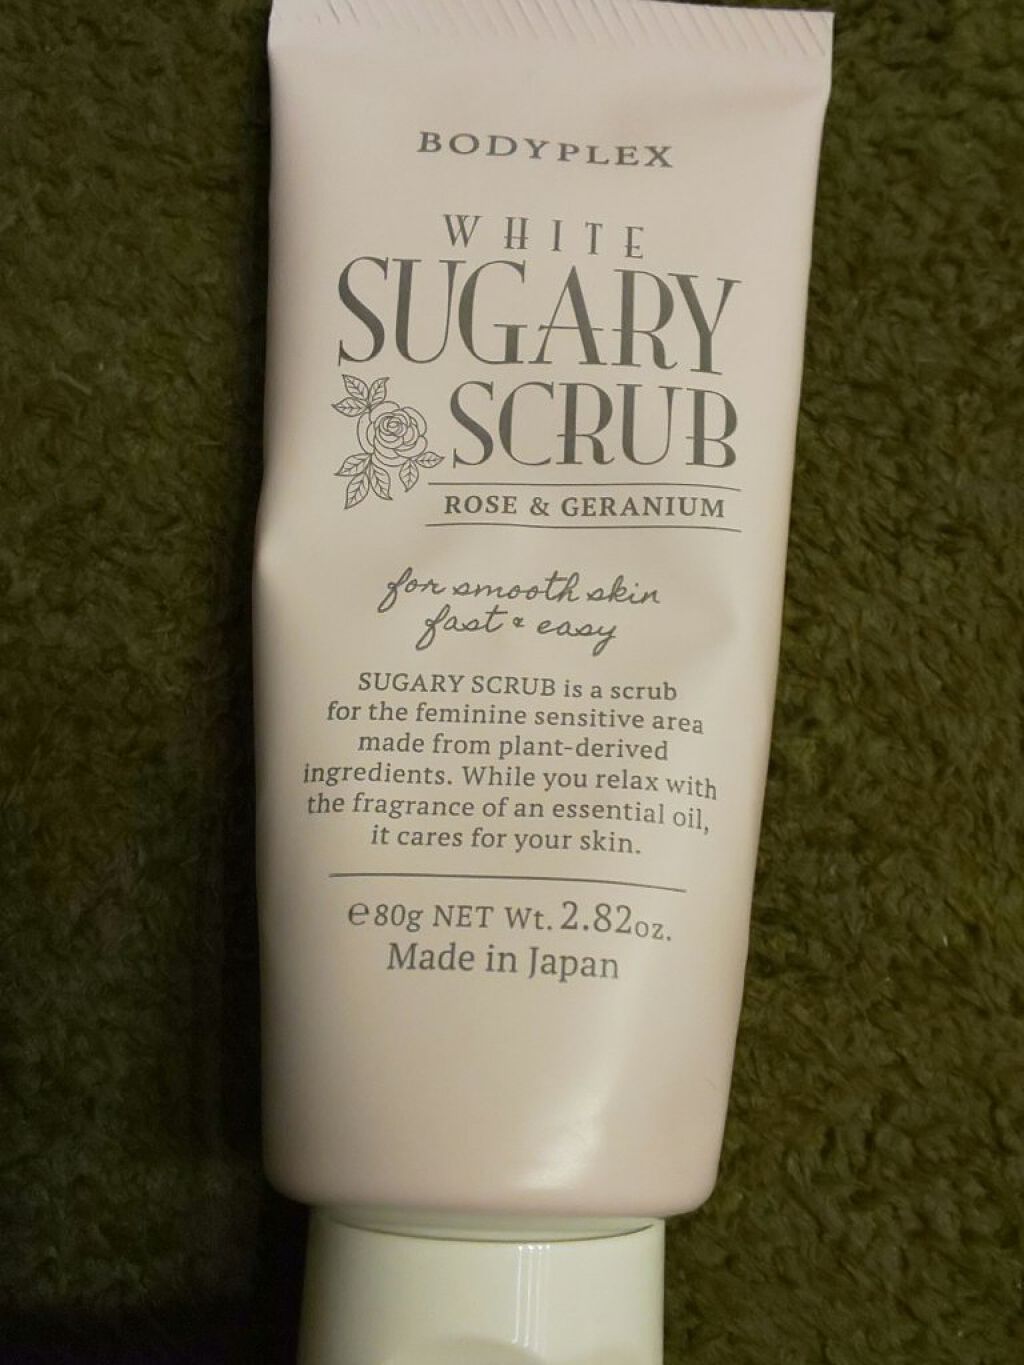 BODYPLEX
WHITE
SUGARY
SCRUB
ROSE & GERANIUM
for smooth skin
fast & easy
SUGARY SCRUB is a scrub
for the feminine sensitive area
made from plant-derived
ingredients. While you relax with
the fragrance of an essential oil,
it cares for your skin.
℮80g NET Wt. 2.82oz.
Made in Japan